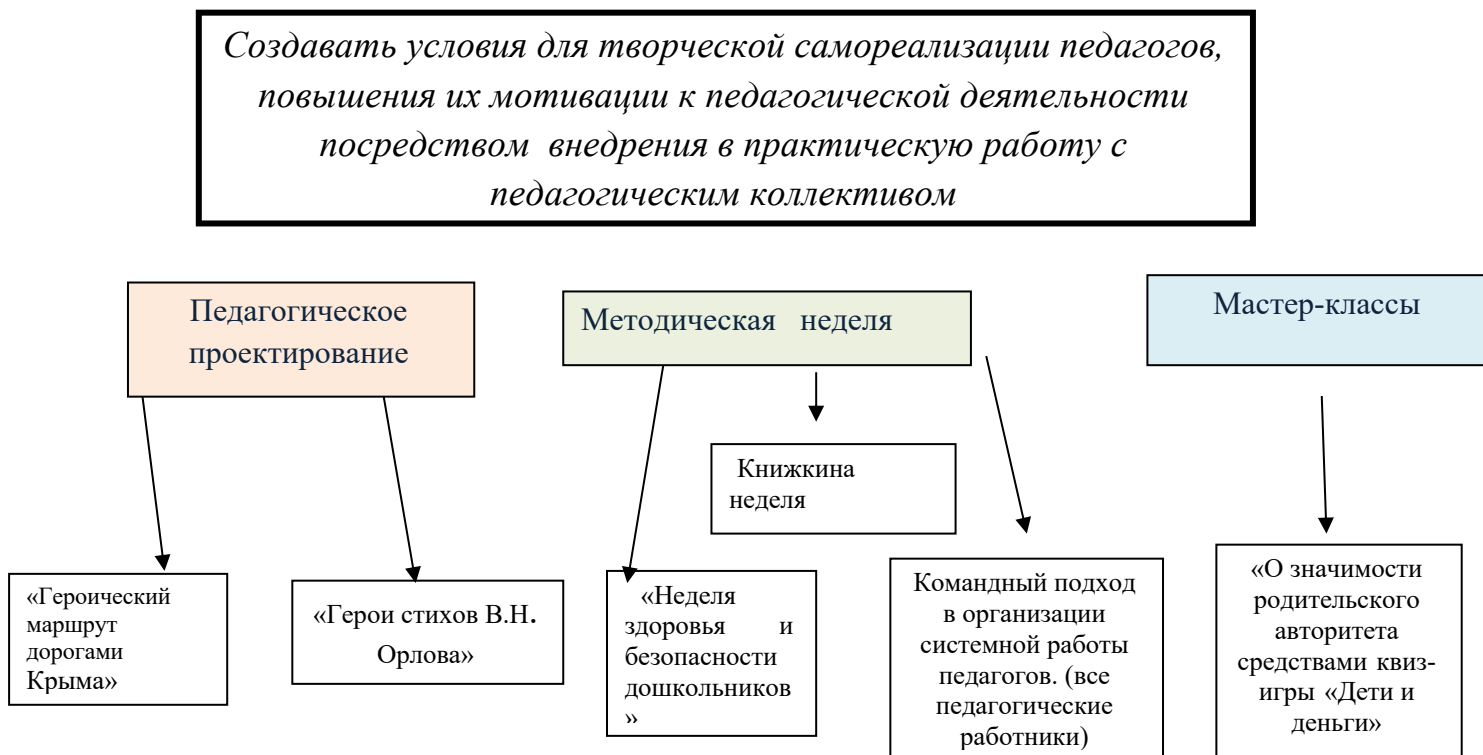 Создавать условия для творческой самореализации педагогов,
повышения их мотивации к педагогической деятельности
посредством внедрения в практическую работу с
педагогическим коллективом
Педагогическое
проектирование
Методическая неделя
Мастер-классы
Книжкина
неделя
«Героический
маршрут
дорогами
Крыма»
«Герои стихов В.Н.
Орлова»
«Неделя
здоровья и
безопасности
дошкольников
»
Командный подход
в организации
системной работы
педагогов. (все
педагогические
работники)
«О значимости
родительского
авторитета
средствами квиз-
игры «Дети и
деньги»